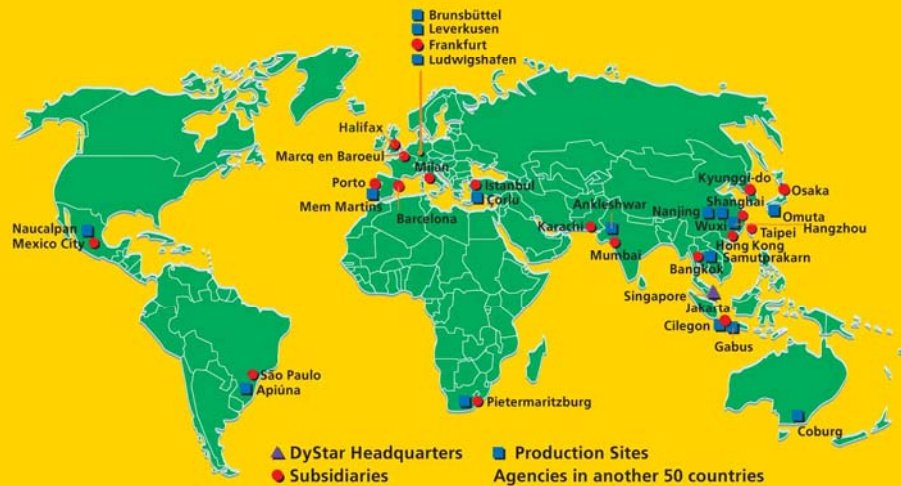 Brunsbüttel
Leverkusen
Frankfurt
Ludwigshafen
Halifax
Marcq en Baroeul
Milan
Porto
Mem Martins
Barcelona
Istanbul
Çorlu
Ankleshwar
Karachi
Mumbai
Kyunggi-do
Osaka
Nanjing
Shanghai
Omuta
Wuxi
Taipei
Hangzhou
Hong Kong
Bangkok
Samutprakarn
Singapore
Jakarta
Cilegon
Gabus
Naucalpan
Mexico City
São Paulo
Apiúna
Pietermaritzburg
Coburg
DyStar Headquarters
Production Sites
Subsidiaries
Agencies in another 50 countries